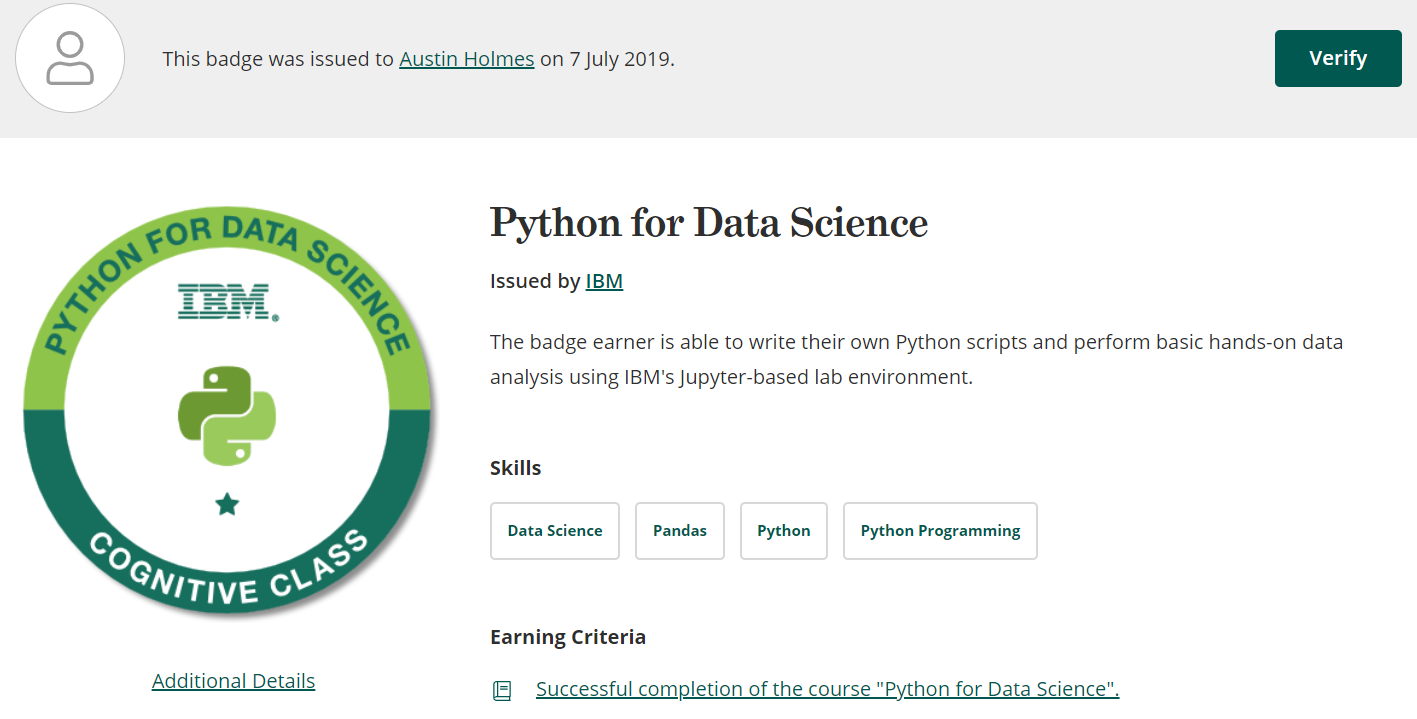 This badge was issued to Austin Holmes on 7 July 2019.
Verify
PYTHON FOR DATA SCIENCE
IBM®
COGNITIVE CLASS
Additional Details
Python for Data Science
Issued by IBM
The badge earner is able to write their own Python scripts and perform basic hands-on data
analysis using IBM's Jupyter-based lab environment.
Skills
Data Science
Pandas
Python
Python Programming
Earning Criteria
Successful completion of the course "Python for Data Science".